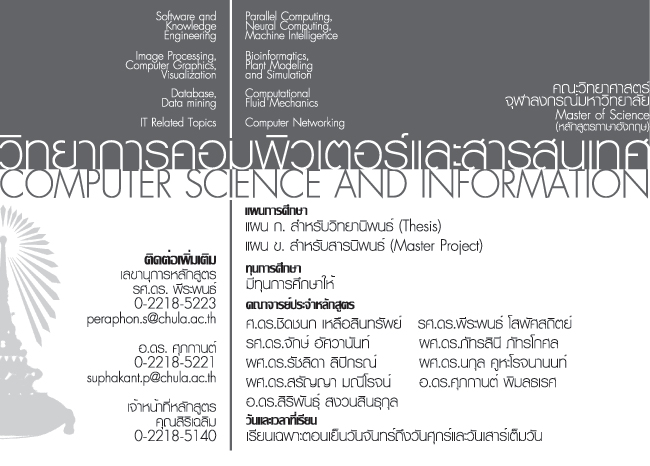 Software and
Knowledge
Engineering
Image Processing,
Computer Graphics,
Visualization
Database,
Data mining
IT Related Topics
Parallel Computing,
Neural Computing,
Machine Intelligence
Bioinformatics,
Plant Modeling
and Simulation
Computational
Fluid Mechanics
Computer Networking
คณะวิทยาศาสตร์
จุฬาลงกรณ์มหาวิทยาลัย
Master of Science
(หลักสูตรภาษาอังกฤษ)
วิทยาการคอมพิวเตอร์และสารสนเทศ
COMPUTER SCIENCE AND INFORMATION
ติดต่อเพิ่มเติม
เลขานุการหลักสูตร
รศ.ดร. พีระพนธ์
0-2218-5223
peraphon.s@chula.ac.th
อ.ดร. ศุภกานต์
0-2218-5221
suphakant.p@chula.ac.th
เจ้าหน้าที่หลักสูตร
คุณสิริเฉลิม
0-2218-5140
แผนการศึกษา
แผน ก. สำหรับวิทยานิพนธ์ (Thesis)
แผน ข. สำหรับสารนิพนธ์ (Master Project)
ทุนการศึกษา
มีทุนการศึกษาให้
คณาจารย์ประจำหลักสูตร
ศ.ดร.ชิดชนก เหลือสินทรัพย์ รศ.ดร.พีระพนธ์ โสพัศสถิตย์
รศ.ดร.จักษ์ อัศวานันท์ ผศ.ดร.ภัทรสินี ภัทรโกศล
ผศ.ดร.รัชลิดา ลิปิกรณ์ ผศ.ดร.นกุล คูหะโรจนานนท์
ผศ.ดร.สรัญญา มณีโรจน์ อ.ดร.ศุภกานต์ พิมลธเรศ
อ.ดร.สิริพันธุ์ สงวนสินธุกุล
วันและเวลาที่เรียน
เรียนเฉพาะตอนเย็นวันจันทร์ถึงวันศุกร์และวันเสาร์เต็มวัน